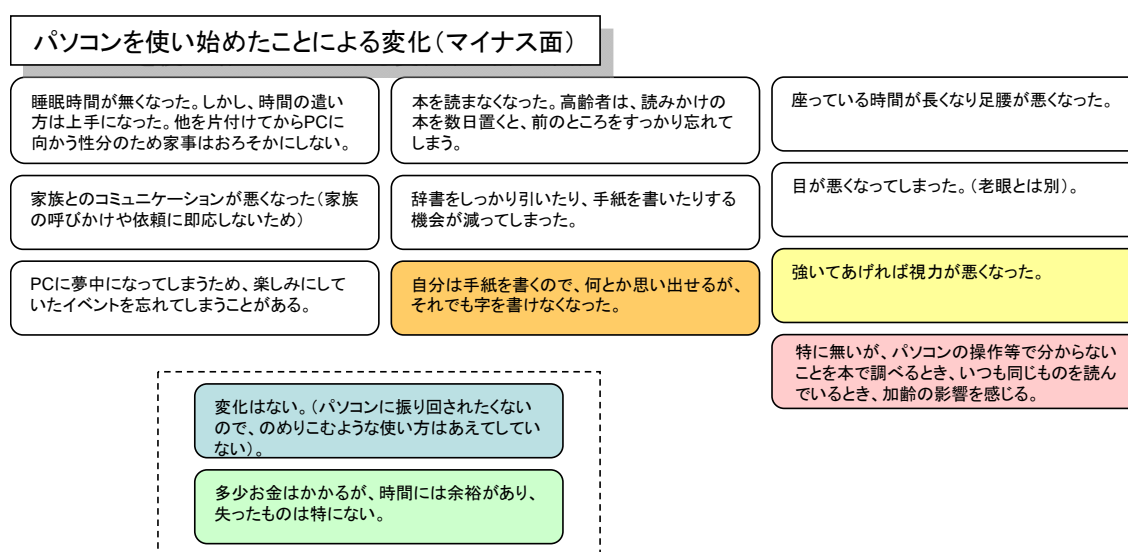 パソコンを使い始めたことによる変化(マイナス面)
睡眠時間が無くなった。しかし、時間の遣い
方は上手になった。他を片付けてからPCに
向かう性分のため家事はおろそかにしない。
家族とのコミュニケーションが悪くなった(家族
の呼びかけや依頼に即応しないため)
PCに夢中になってしまうため、楽しみにして
いたイベントを忘れてしまうことがある。
本を読まなくなった。高齢者は、読みかけの
本を数日置くと、前のところをすっかり忘れて
しまう。
辞書をしっかり引いたり、手紙を書いたりする
機会が減ってしまった。
自分は手紙を書くので、何とか思い出せるが、
それでも字を書けなくなった。
座っている時間が長くなり足腰が悪くなった。
目が悪くなってしまった。(老眼とは別)。
強いてあげれば視力が悪くなった。
特に無いが、パソコンの操作等で分からない
ことを本で調べるとき、いつも同じものを読ん
でいるとき、加齢の影響を感じる。
変化はない。(パソコンに振り回されたくない
ので、のめりこむような使い方はあえてしてい
ない)。
多少お金はかかるが、時間には余裕があり、
失ったものは特にない。